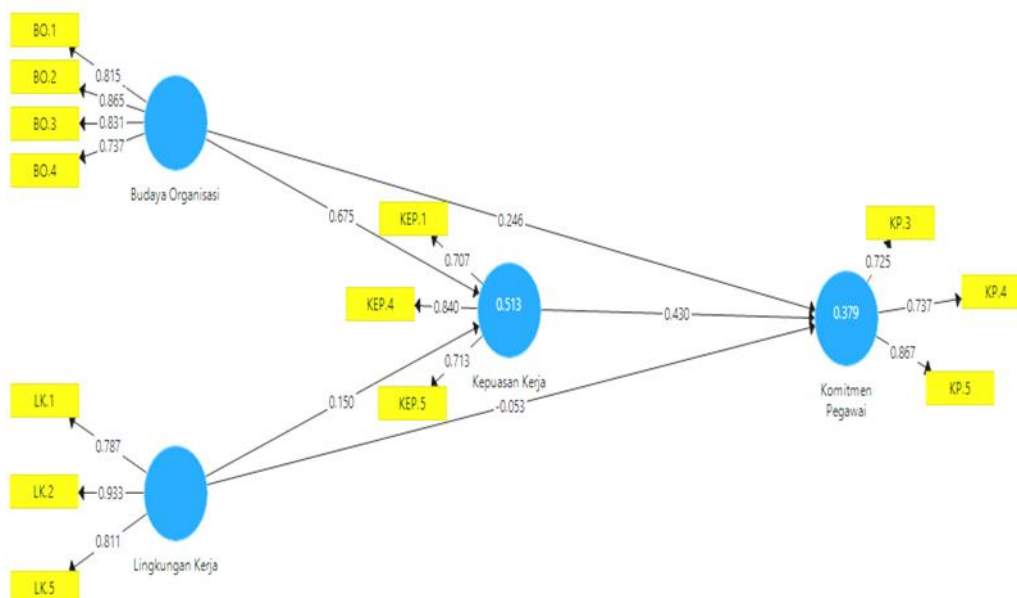 BO.1
0.815
BO.2
0.865
BO.3
0.831
BO.4
0.737
Budaya Organisasi
0.675
0.246
KEP.1
0.707
KEP.4
0.840
0.513
KEP.5
0.713
Kepuasan Kerja
0.430
KP.3
0.725
KP.4
0.737
0.379
0.867
KP.5
Komitmen
Pegawai
0.150
-0.053
LK.1
0.787
LK.2
0.933
LK.5
0.811
Lingkungan Kerja